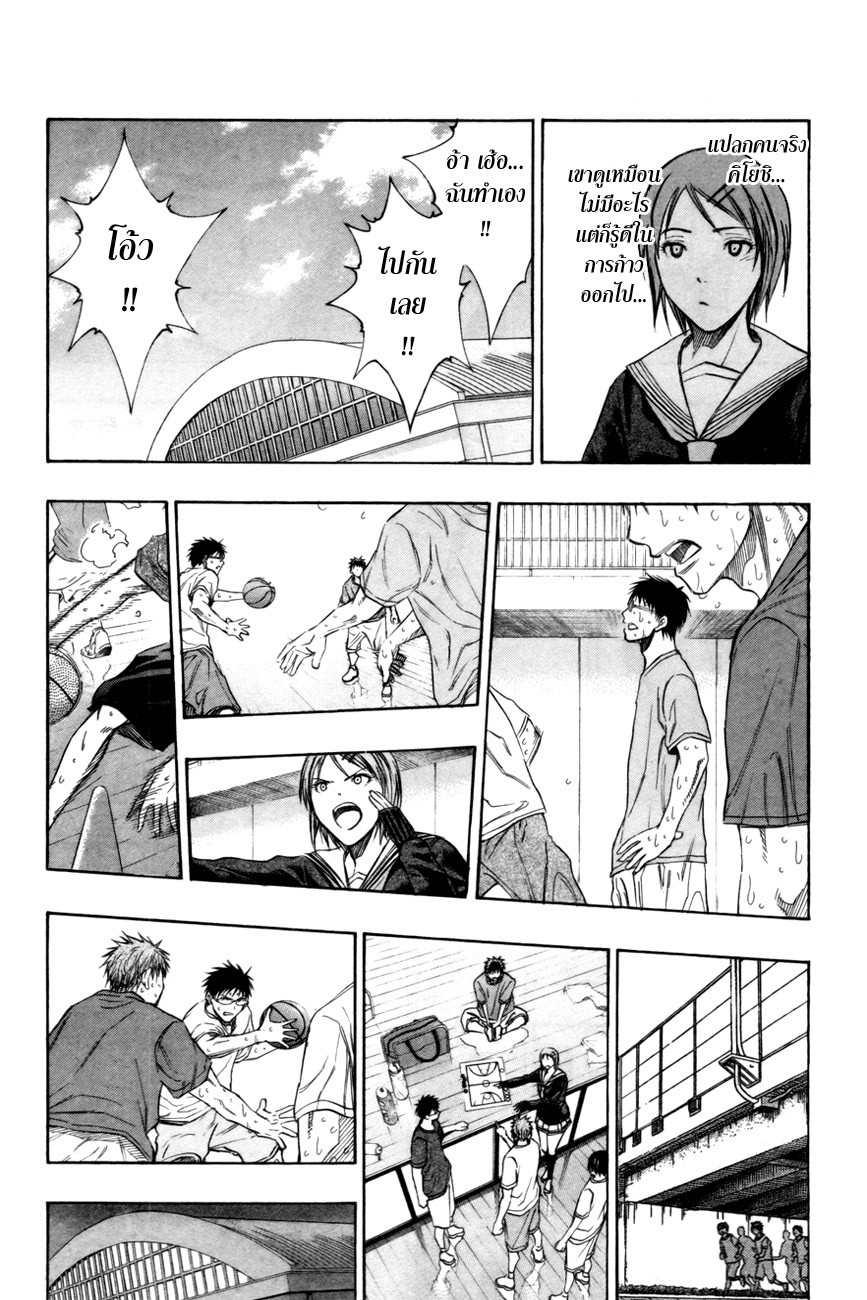 แปลกคนจริง
คิโยชิ...
เขาดูเหมือน
ไม่มีอะไร
แต่ก็รู้ดีใน
การก้าว
ออกไป...
อ้า เฮ้อ...
ฉันทำเอง
!!
ไปกัน
เลย
!!
โอ้ว
!!